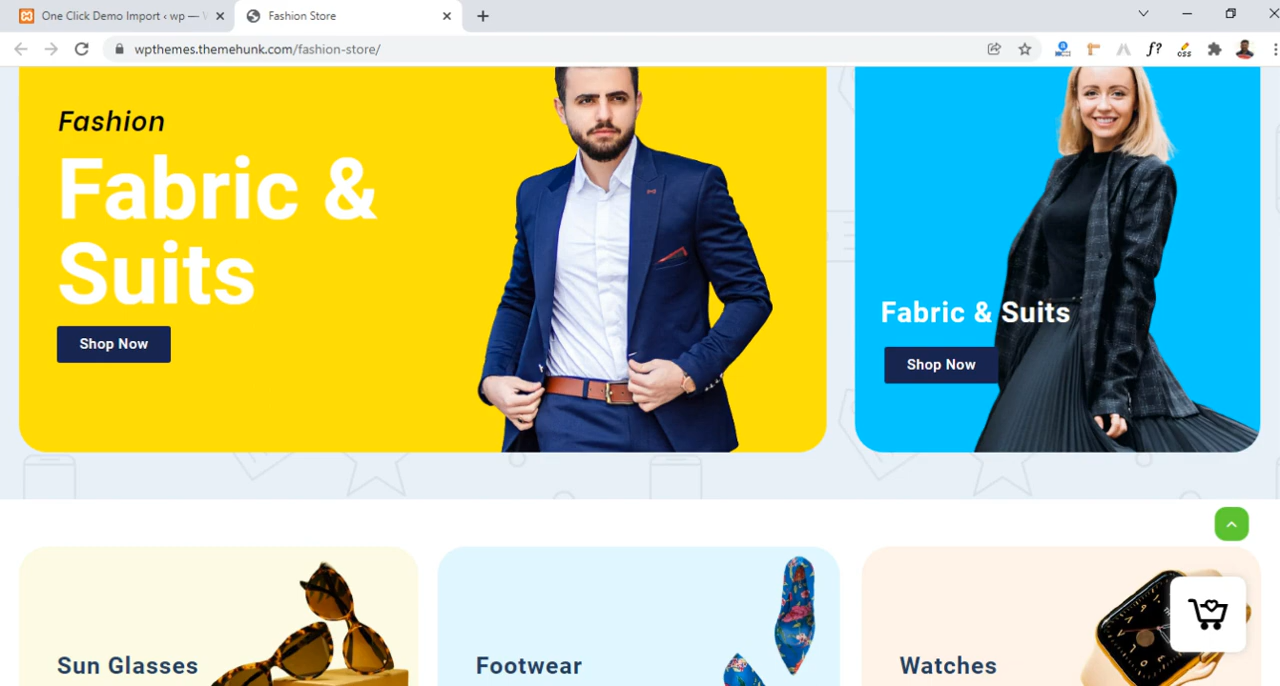 One Click Demo Import ‹ wp —
Fashion Store
wpthemes.themehunk.com/fashion-store/
f?
css
Fashion
Fabric &
Suits
Shop Now
Fabric & Suits
Shop Now
Sun Glasses
Footwear
Watches